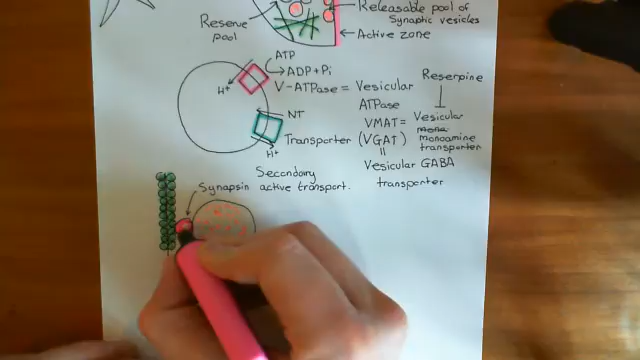 Reserve
pool
Releasable pool of
Synaptic vesicles
Active zone
ATP
ADP+Pi
H+
V-ATPase = Vesicular
ATPase
Reserpine
NT
VMAT = Vesicular
mono
monoamine
transporter
Transporter (VGAT)
H+
=
Vesicular GABA
transporter
Secondary
active transport.
Synapsin